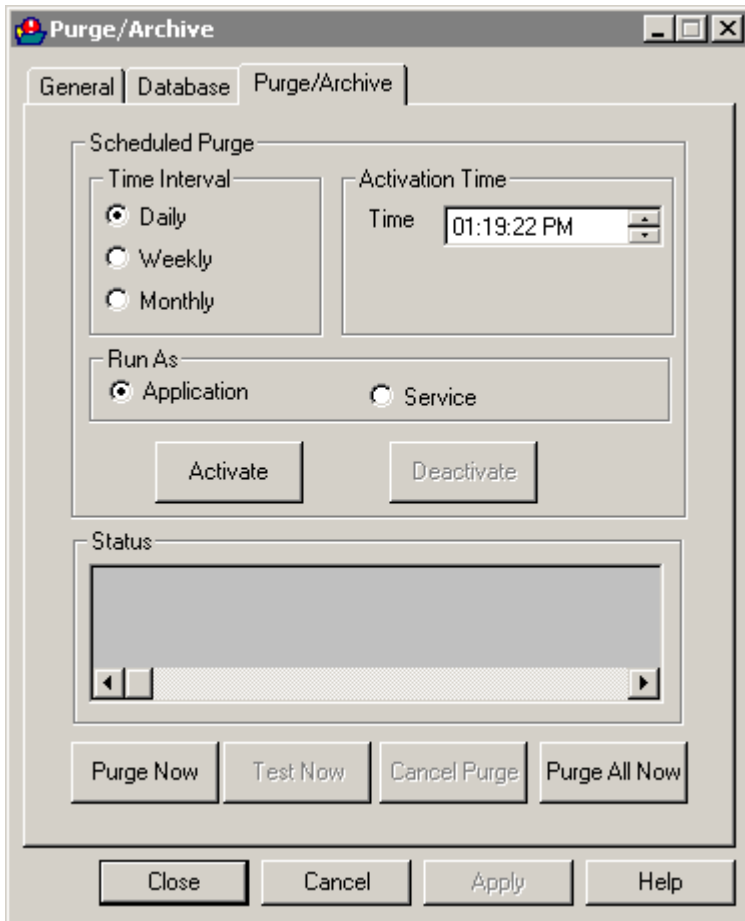 Purge/Archive
General Database Purge/Archive
Scheduled Purge
Time Interval
Activation Time
Daily
Time 01:19:22 PM
Weekly
Monthly
Run As
Application
Service
Activate
Deactivate
Status
Purge Now
Test Now
Cancel Purge
Purge All Now
Close
Cancel
Apply
Help